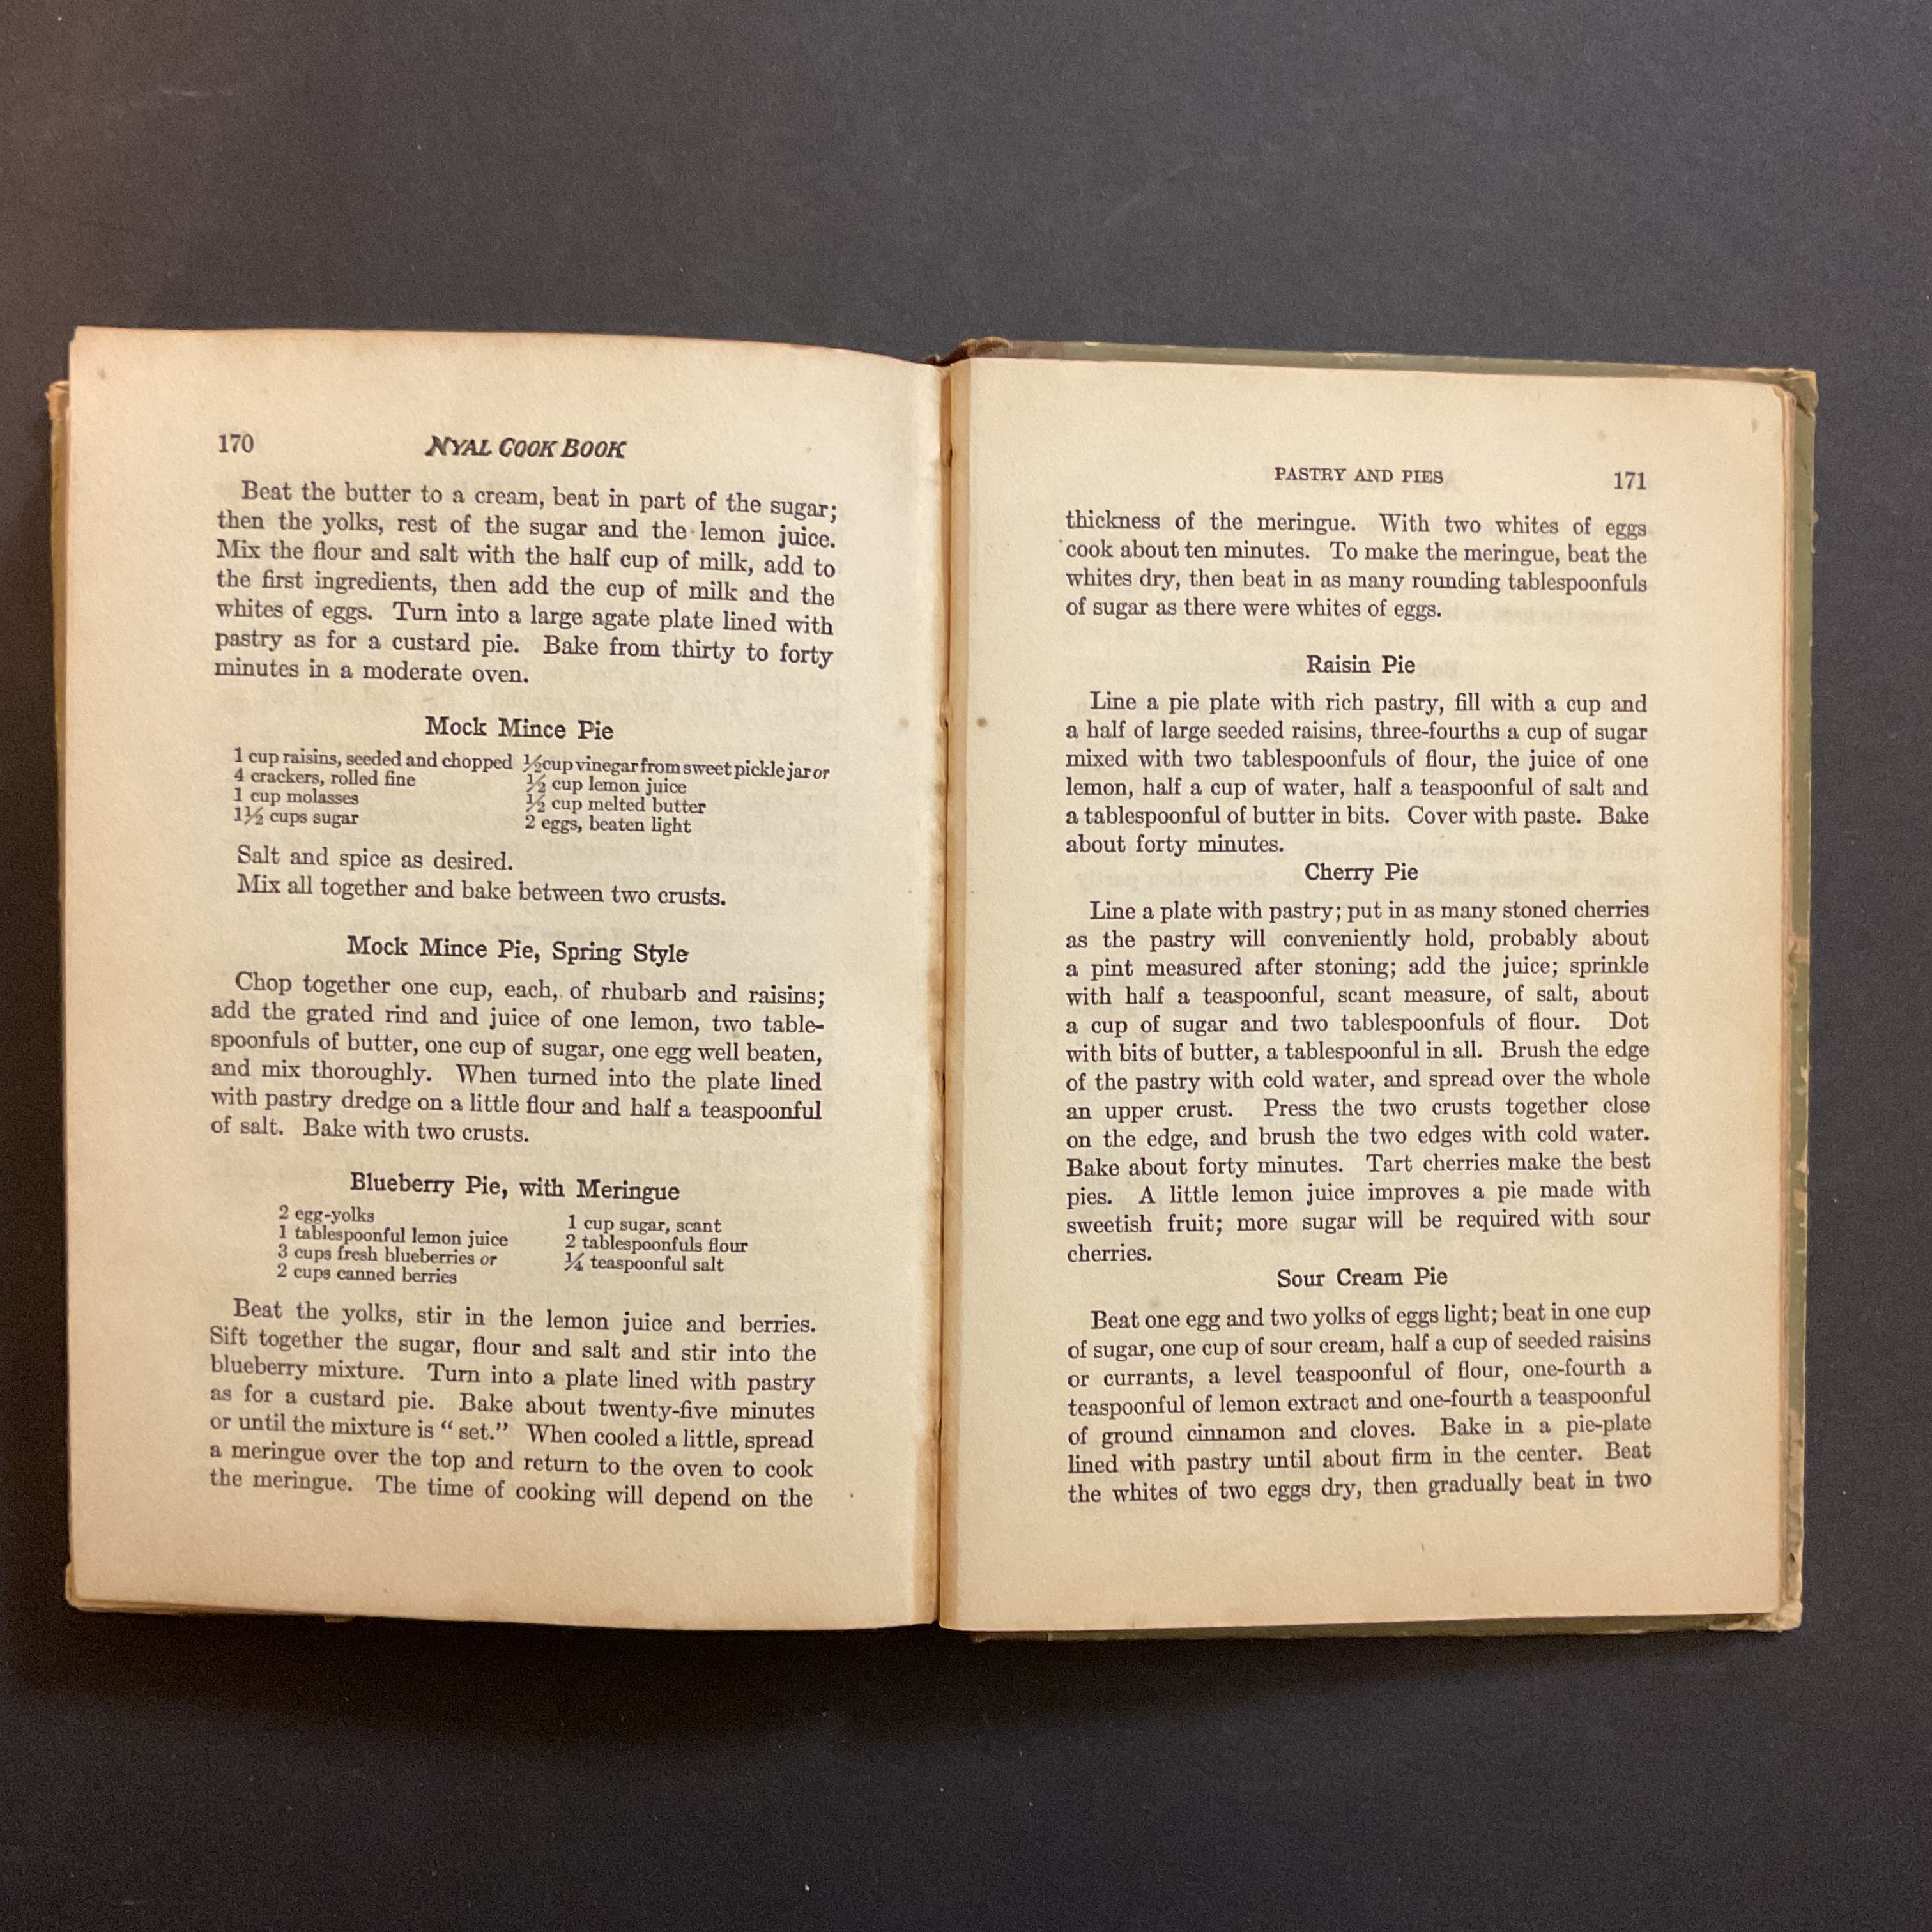 170 NYAL COOK BOOK
Beat the butter to a cream, beat in part of the sugar;
then the yolks, rest of the sugar and the lemon juice.
Mix the flour and salt with the half cup of milk, add to
the first ingredients, then add the cup of milk and the
whites of eggs. Turn into a large agate plate lined with
pastry as for a custard pie. Bake from thirty to forty
minutes in a moderate oven.
Mock Mince Pie
1 cup raisins, seeded and chopped
4 crackers, rolled fine
1 cup molasses
1½ cups sugar
½ cup vinegar from sweet pickle jar or
½ cup lemon juice
½ cup melted butter
2 eggs, beaten light
Salt and spice as desired.
Mix all together and bake between two crusts.
Mock Mince Pie, Spring Style
Chop together one cup, each, of rhubarb and raisins;
add the grated rind and juice of one lemon, two table-
spoonfuls of butter, one cup of sugar, one egg well beaten,
and mix thoroughly. When turned into the plate lined
with pastry dredge on a little flour and half a teaspoonful
of salt. Bake with two crusts.
Blueberry Pie, with Meringue
2 egg-yolks
1 tablespoonful lemon juice
3 cups fresh blueberries or
2 cups canned berries
1 cup sugar, scant
2 tablespoonfuls flour
¼ teaspoonful salt
Beat the yolks, stir in the lemon juice and berries.
Sift together the sugar, flour and salt and stir into the
blueberry mixture. Turn into a plate lined with pastry
as for a custard pie. Bake about twenty-five minutes
or until the mixture is “set.” When cooled a little, spread
a meringue over the top and return to the oven to cook
the meringue. The time of cooking will depend on the
PASTRY AND PIES 171
thickness of the meringue. With two whites of eggs
cook about ten minutes. To make the meringue, beat the
whites dry, then beat in as many rounding tablespoonfuls
of sugar as there were whites of eggs.
Raisin Pie
Line a pie plate with rich pastry, fill with a cup and
a half of large seeded raisins, three-fourths a cup of sugar
mixed with two tablespoonfuls of flour, the juice of one
lemon, half a cup of water, half a teaspoonful of salt and
a tablespoonful of butter in bits. Cover with paste. Bake
about forty minutes.
Cherry Pie
Line a plate with pastry; put in as many stoned cherries
as the pastry will conveniently hold, probably about
a pint measured after stoning; add the juice; sprinkle
with half a teaspoonful, scant measure, of salt, about
a cup of sugar and two tablespoonfuls of flour. Dot
with bits of butter, a tablespoonful in all. Brush the edge
of the pastry with cold water, and spread over the whole
an upper crust. Press the two crusts together close
on the edge, and brush the two edges with cold water.
Bake about forty minutes. Tart cherries make the best
pies. A little lemon juice improves a pie made with
sweetish fruit; more sugar will be required with sour
cherries.
Sour Cream Pie
Beat one egg and two yolks of eggs light; beat in one cup
of sugar, one cup of sour cream, half a cup of seeded raisins
or currants, a level teaspoonful of flour, one-fourth a
teaspoonful of lemon extract and one-fourth a teaspoonful
of ground cinnamon and cloves. Bake in a pie-plate
lined with pastry until about firm in the center. Beat
the whites of two eggs dry, then gradually beat in two